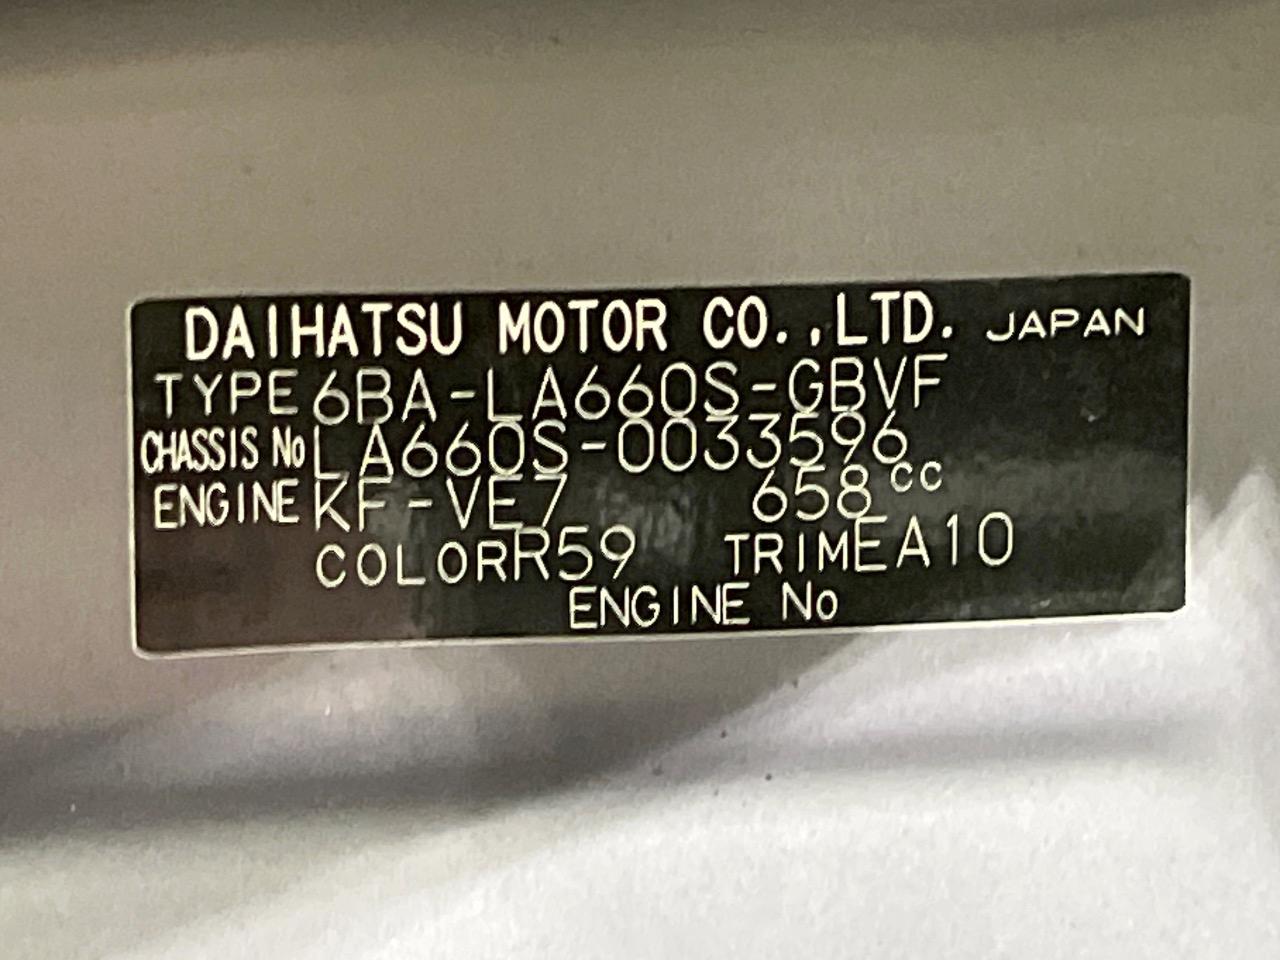 DAIHATSU MOTOR CO.,LTD. JAPAN
TYPE 6BA-LA660S-GBVF
CHASSIS No LA660S-0033596
ENGINE KF-VE7 658cc
COLOR R59 TRIM EA10
ENGINE No